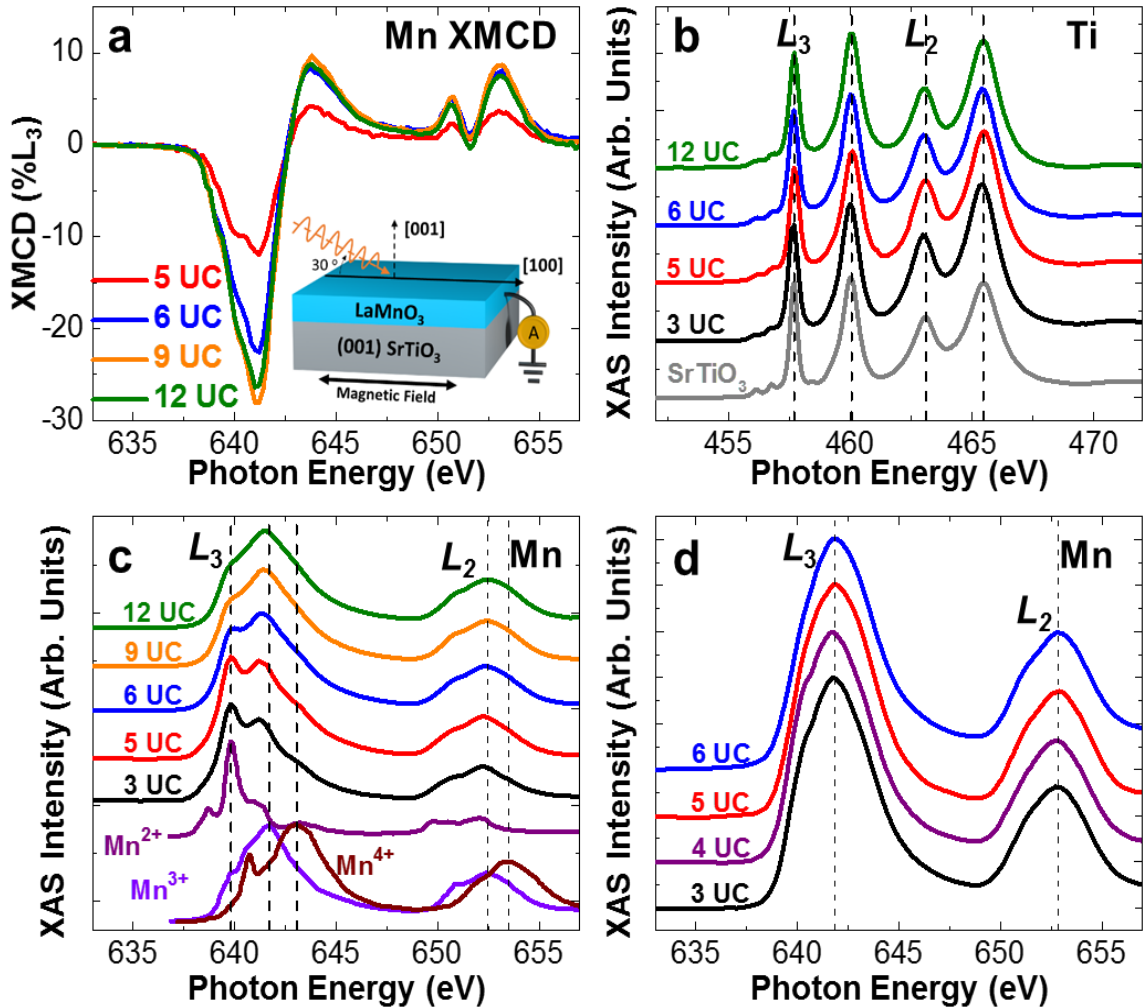 a
Mn XMCD
XMCD (%L₃)
10
0
-10
-20
-30
5 UC
6 UC
9 UC
12 UC
[001]
30 °
[100]
LaMnO₃
(001) SrTiO₃
A
Magnetic Field
635 640 645 650 655
Photon Energy (eV)
b
L₃
L₂
Ti
XAS Intensity (Arb. Units)
12 UC
6 UC
5 UC
3 UC
SrTiO₃
455 460 465 470
Photon Energy (eV)
c
L₃
L₂
Mn
XAS Intensity (Arb. Units)
12 UC
9 UC
6 UC
5 UC
3 UC
Mn²⁺
Mn³⁺
Mn⁴⁺
635 640 645 650 655
Photon Energy (eV)
d
L₃
L₂
Mn
XAS Intensity (Arb. Units)
6 UC
5 UC
4 UC
3 UC
635 640 645 650 655
Photon Energy (eV)